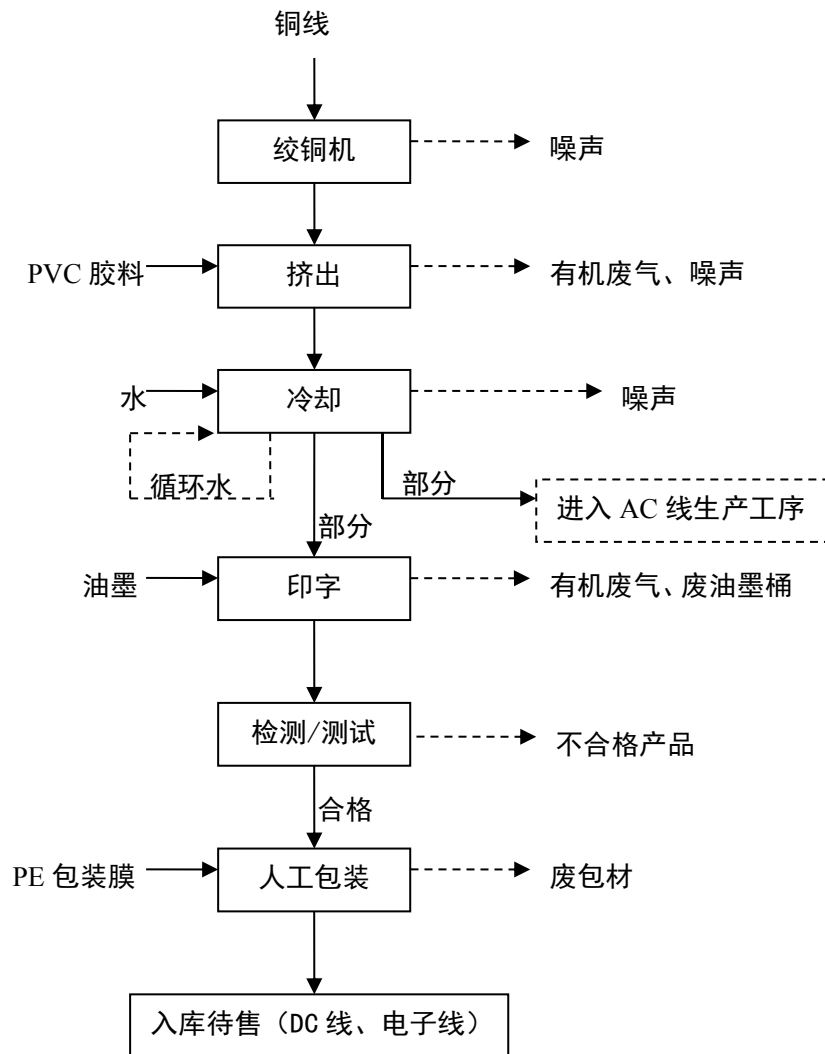 铜线
绞铜机
噪声
PVC 胶料
挤出
有机废气、噪声
水
冷却
噪声
循环水
部分
进入 AC 线生产工序
部分
油墨
印字
有机废气、废油墨桶
检测/测试
不合格产品
合格
PE 包装膜
人工包装
废包材
入库待售（DC 线、电子线）